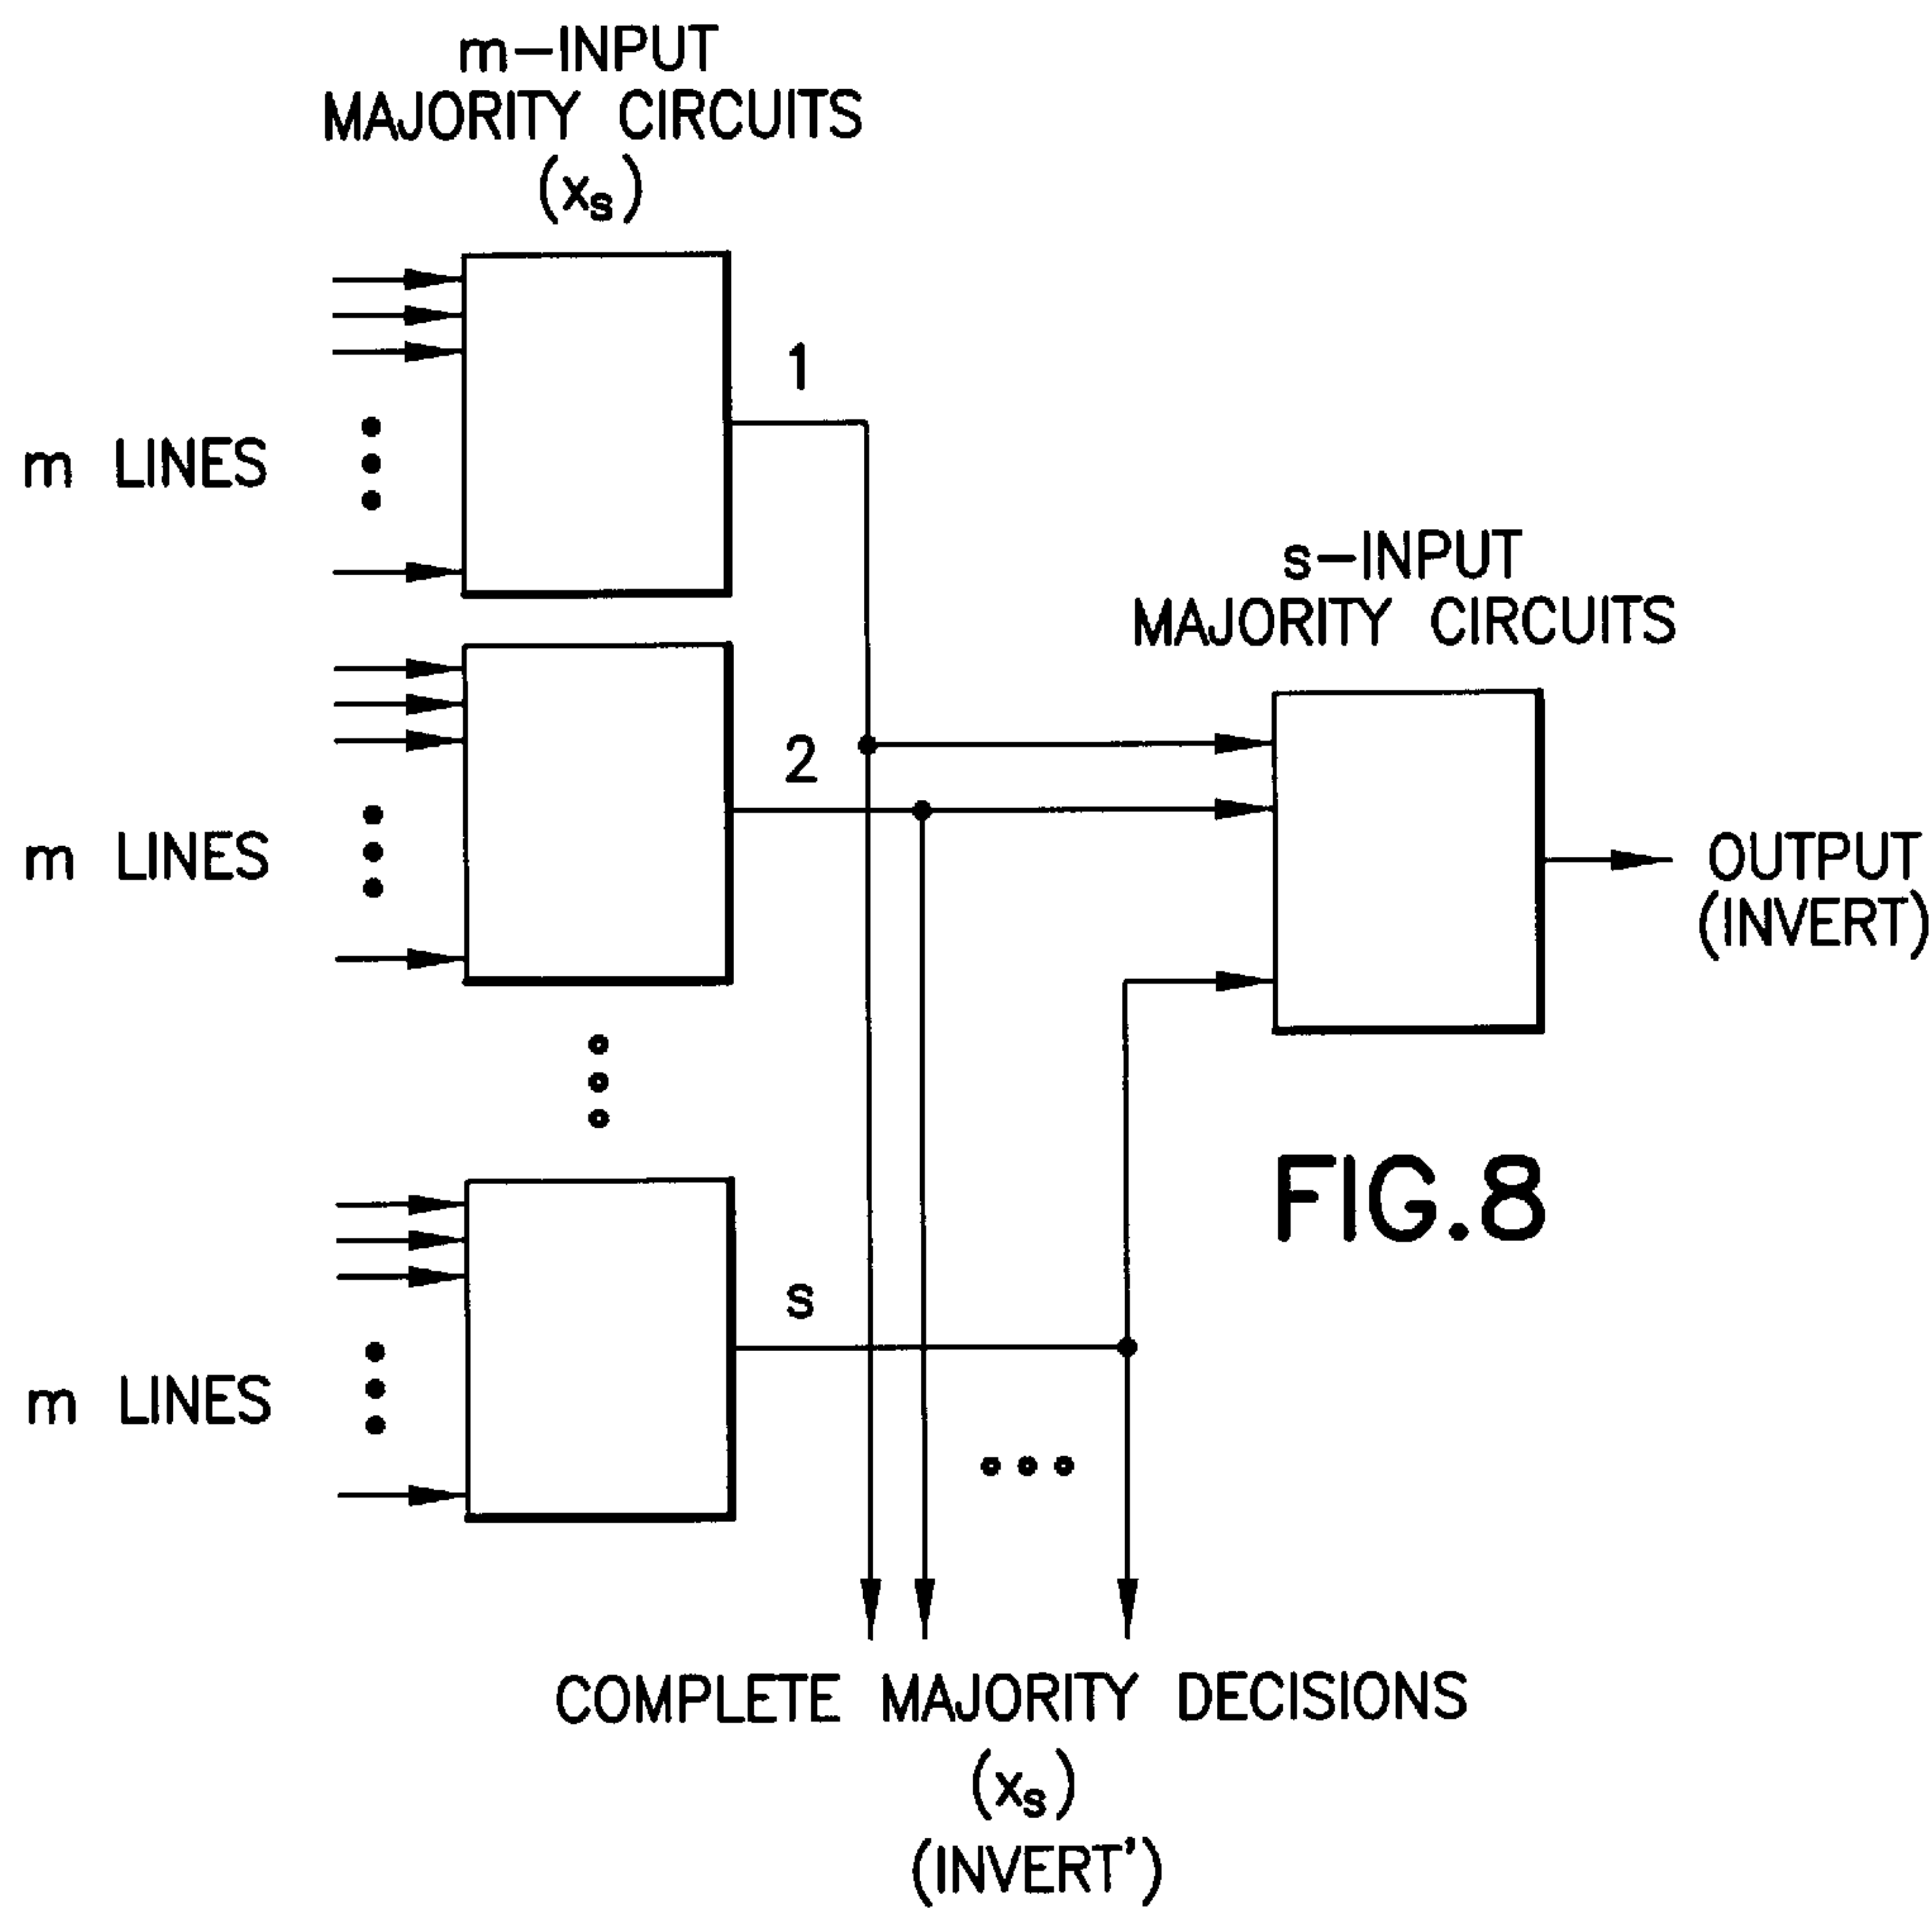 m-INPUT
MAJORITY CIRCUITS
(xs)
1
m LINES
s-INPUT
MAJORITY CIRCUITS
2
m LINES
OUTPUT
(INVERT)
FIG.8
s
m LINES
COMPLETE MAJORITY DECISIONS
(xs)
(INVERT')